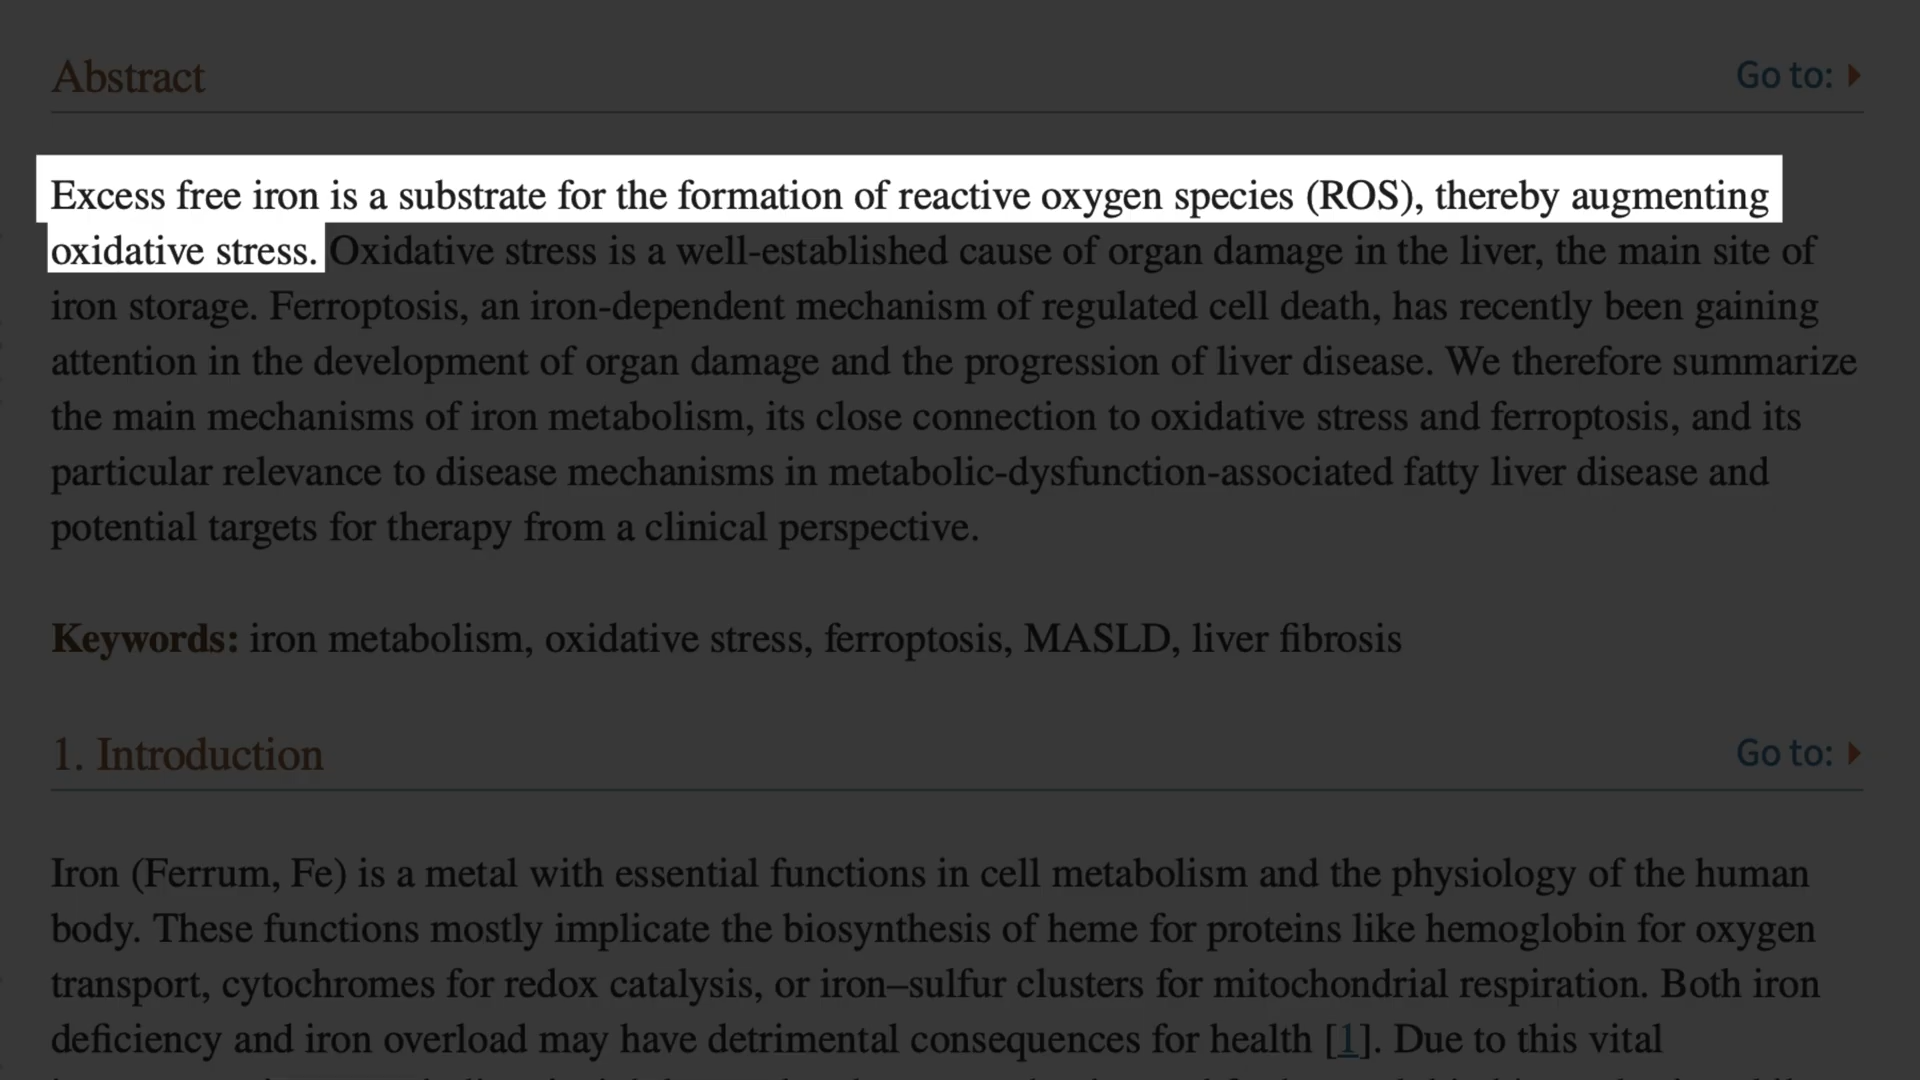 Abstract
Go to:
Excess free iron is a substrate for the formation of reactive oxygen species (ROS), thereby augmenting
oxidative stress. Oxidative stress is a well-established cause of organ damage in the liver, the main site of
iron storage. Ferroptosis, an iron-dependent mechanism of regulated cell death, has recently been gaining
attention in the development of organ damage and the progression of liver disease. We therefore summarize
the main mechanisms of iron metabolism, its close connection to oxidative stress and ferroptosis, and its
particular relevance to disease mechanisms in metabolic-dysfunction-associated fatty liver disease and
potential targets for therapy from a clinical perspective.
Keywords: iron metabolism, oxidative stress, ferroptosis, MASLD, liver fibrosis
1. Introduction
Go to:
Iron (Ferrum, Fe) is a metal with essential functions in cell metabolism and the physiology of the human
body. These functions mostly implicate the biosynthesis of heme for proteins like hemoglobin for oxygen
transport, cytochromes for redox catalysis, or iron–sulfur clusters for mitochondrial respiration. Both iron
deficiency and iron overload may have detrimental consequences for health [1]. Due to this vital